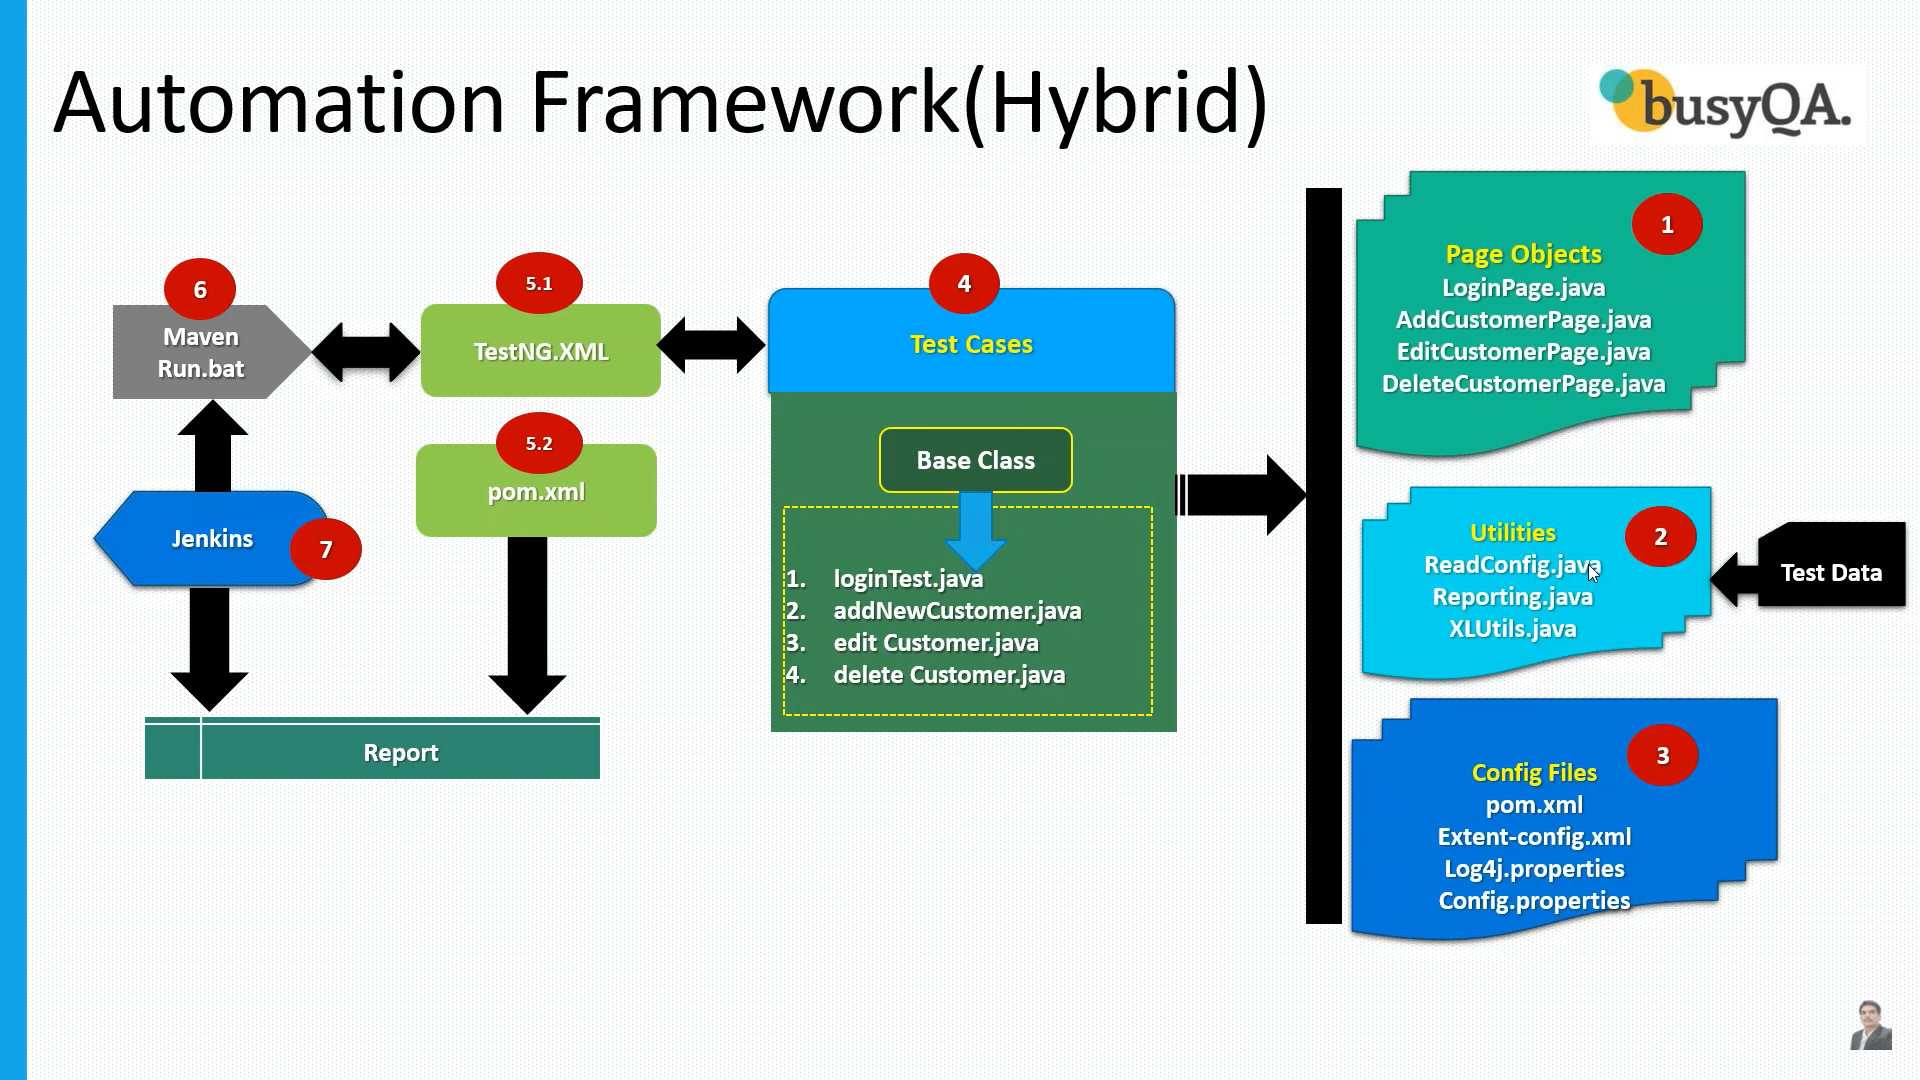 Automation Framework(Hybrid)
busyQA.
6
Maven
Run.bat
5.1
TestNG.XML
5.2
pom.xml
Jenkins
7
Report
4
Test Cases
Base Class
1. loginTest.java
2. addNewCustomer.java
3. edit Customer.java
4. delete Customer.java
1
Page Objects
LoginPage.java
AddCustomerPage.java
EditCustomerPage.java
DeleteCustomerPage.java
2
Utilities
ReadConfig.java
Reporting.java
XLUtils.java
Test Data
3
Config Files
pom.xml
Extent-config.xml
Log4j.properties
Config.properties